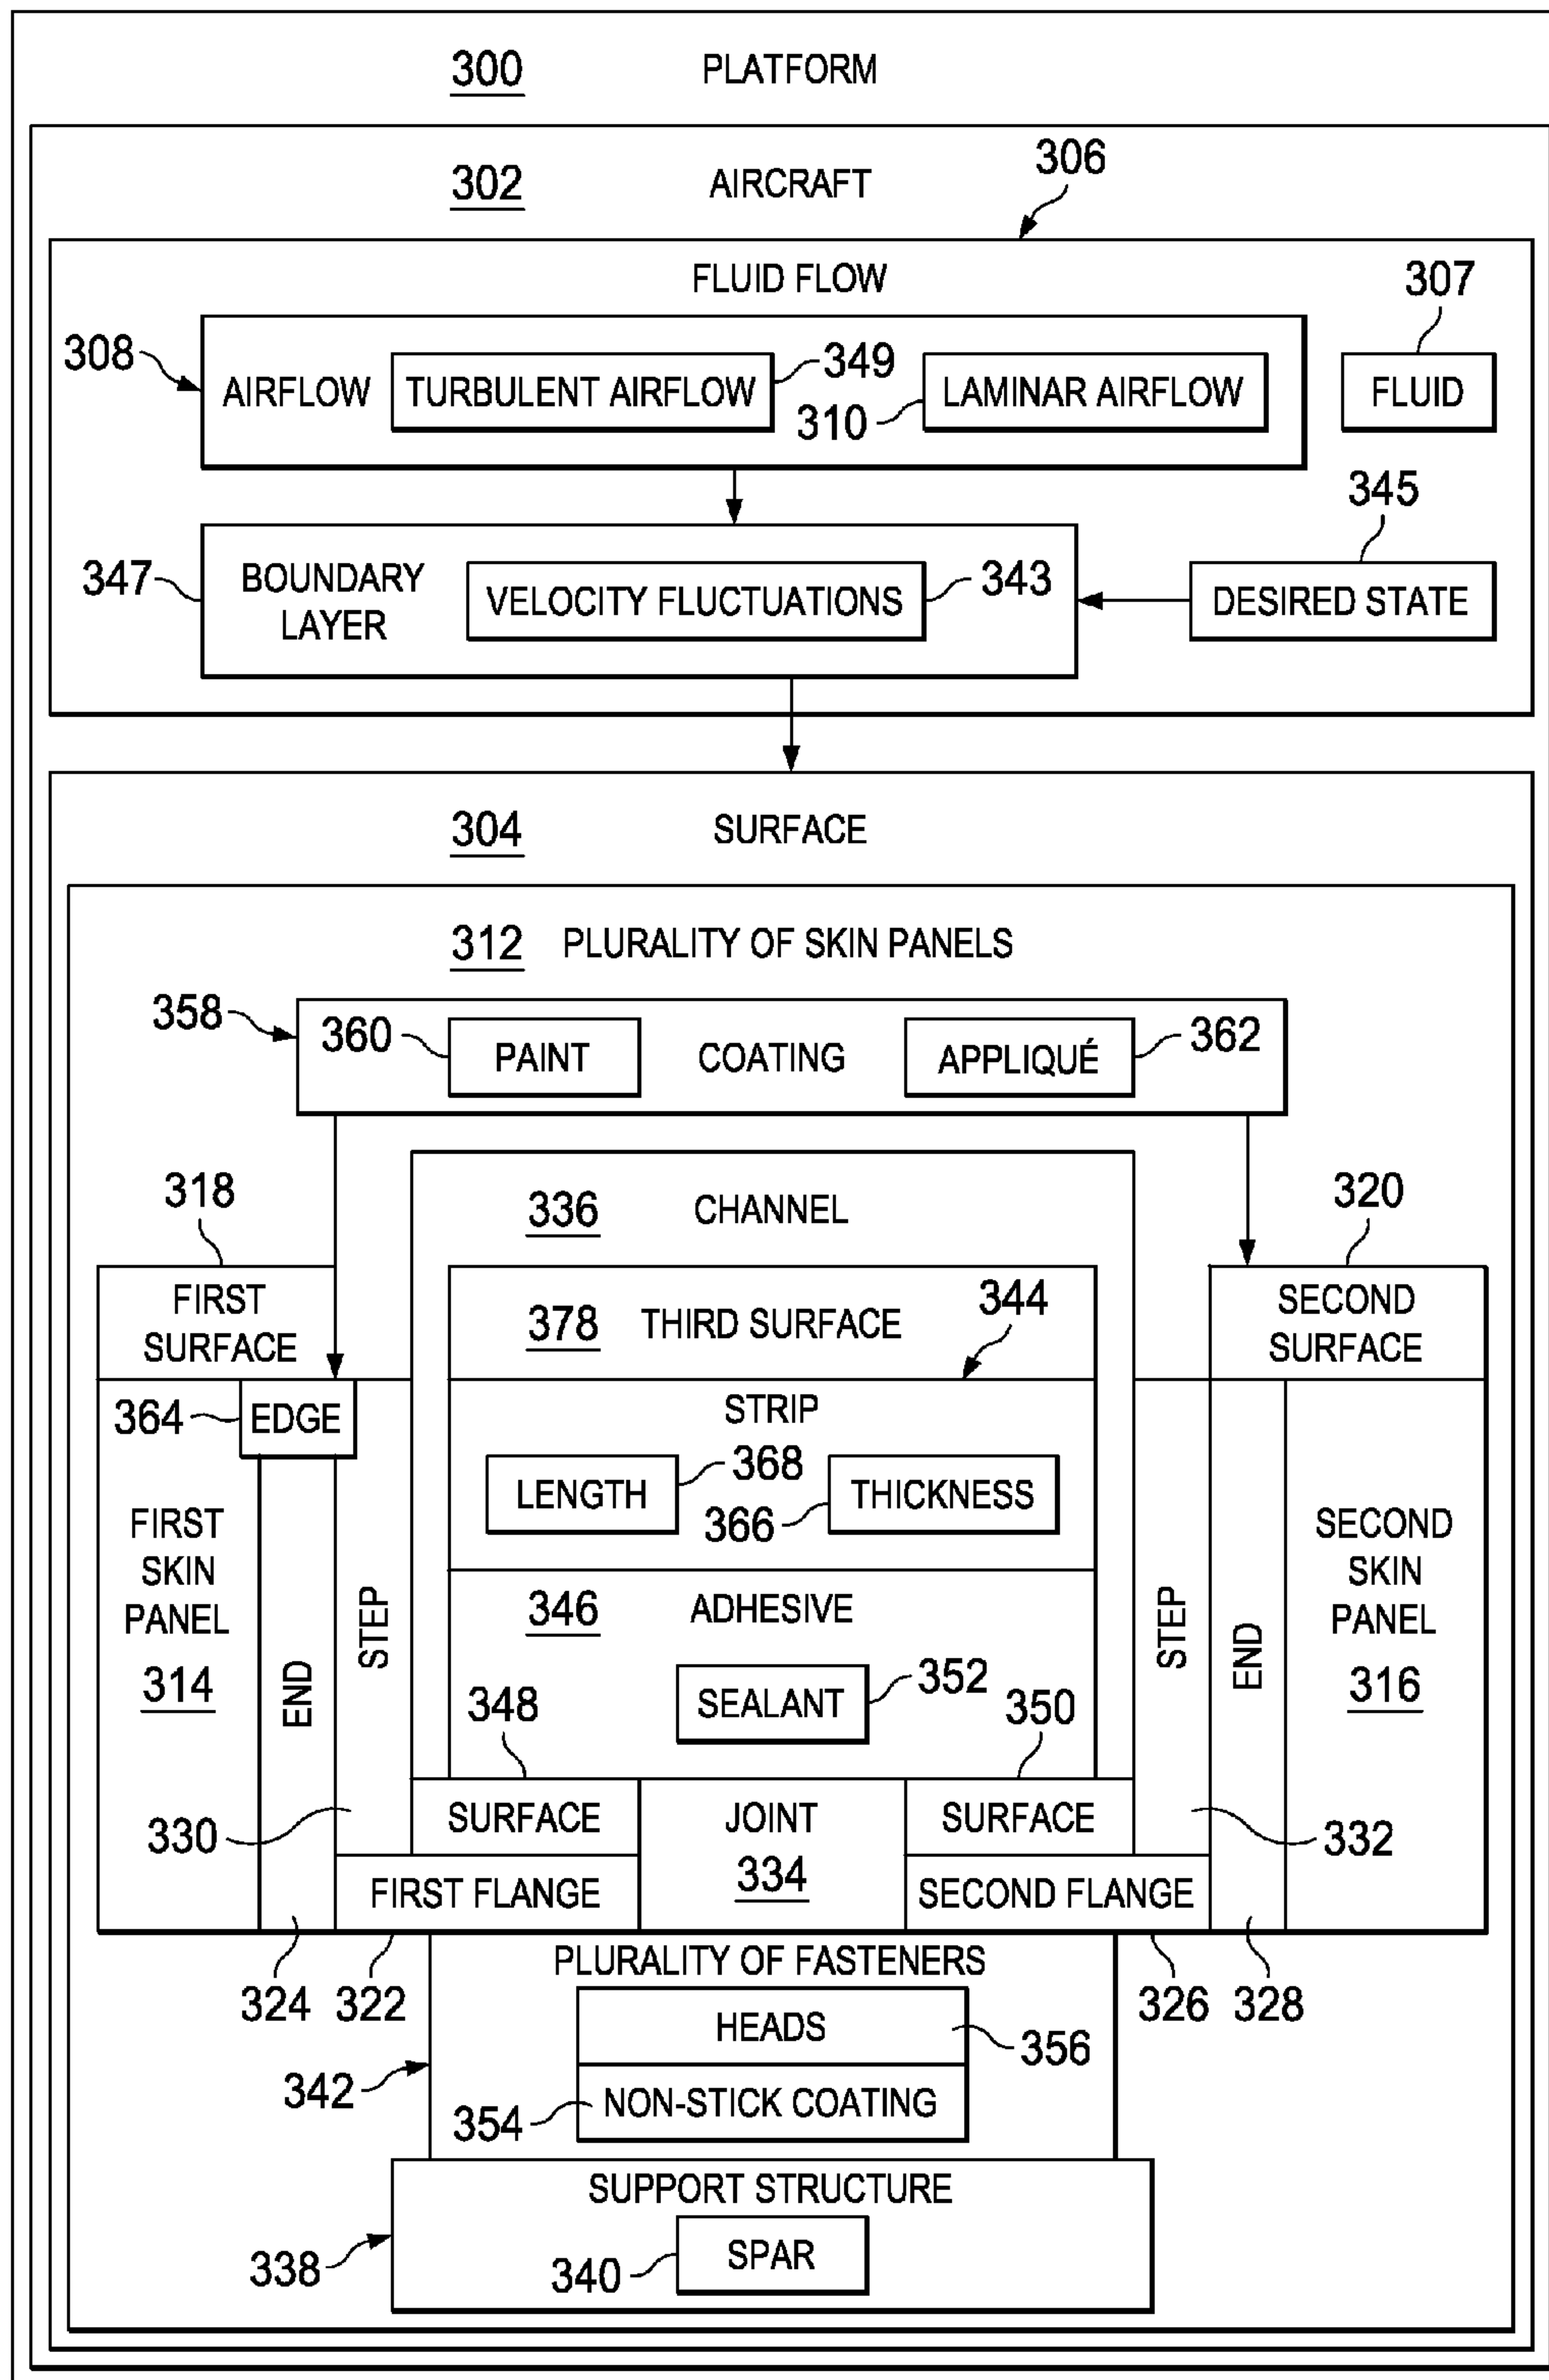 300 PLATFORM
302 AIRCRAFT
306
FLUID FLOW
307
308
AIRFLOW
TURBULENT AIRFLOW
349
310
LAMINAR AIRFLOW
FLUID
345
347
BOUNDARY
LAYER
VELOCITY FLUCTUATIONS
343
DESIRED STATE
304 SURFACE
312 PLURALITY OF SKIN PANELS
358
360
PAINT
COATING
APPLIQUÉ
362
318
336 CHANNEL
320
FIRST
SURFACE
378 THIRD SURFACE
344
SECOND
SURFACE
364
EDGE
STRIP
LENGTH
368
366
THICKNESS
FIRST
SKIN
PANEL
314
END
STEP
346 ADHESIVE
SEALANT
352
STEP
END
SECOND
SKIN
PANEL
316
348
350
330
SURFACE
JOINT
334
SURFACE
332
FIRST FLANGE
SECOND FLANGE
324
322
PLURALITY OF FASTENERS
326
328
HEADS
356
342
354
NON-STICK COATING
SUPPORT STRUCTURE
338
340
SPAR